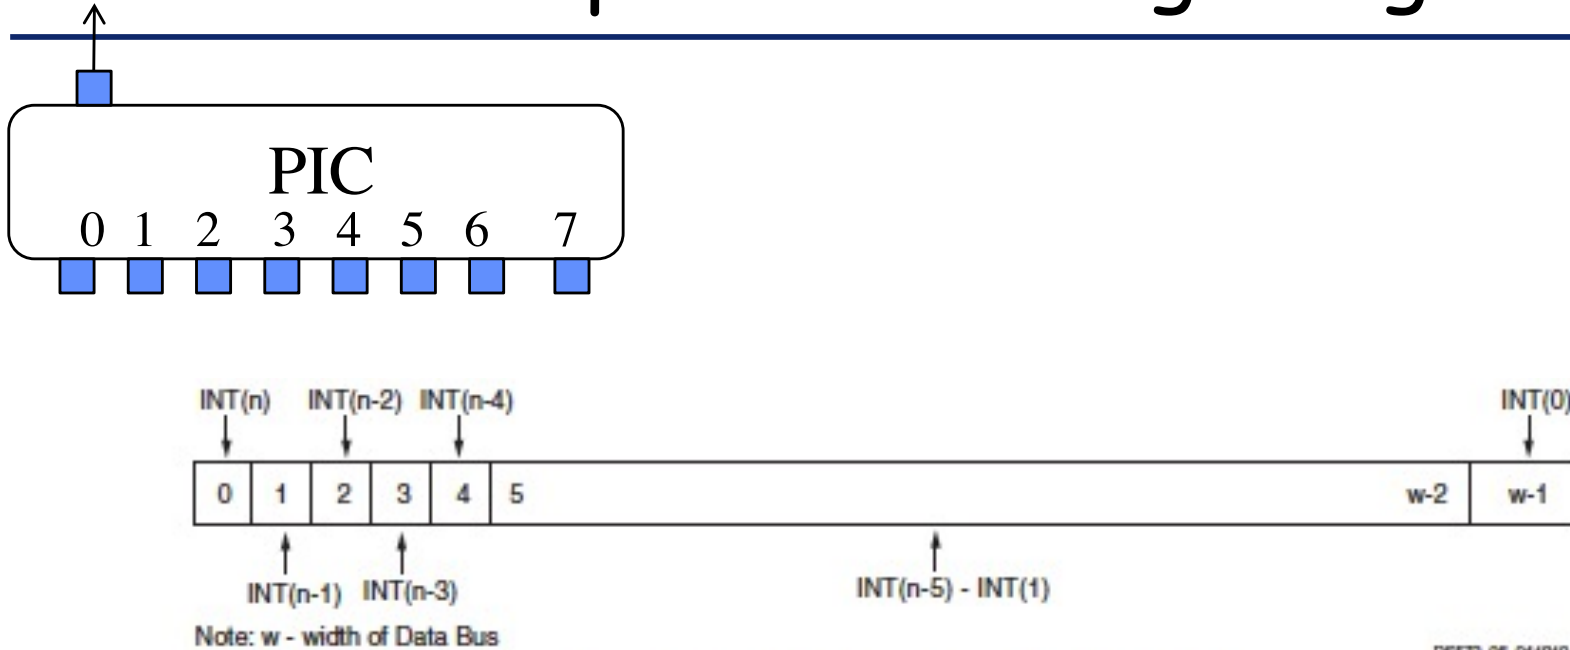 PIC
0 1 2 3 4 5 6 7
INT(n) INT(n-2) INT(n-4) INT(0)
0 1 2 3 4 5 w-2 w-1
INT(n-1) INT(n-3) INT(n-5) - INT(1)
Note: w - width of Data Bus